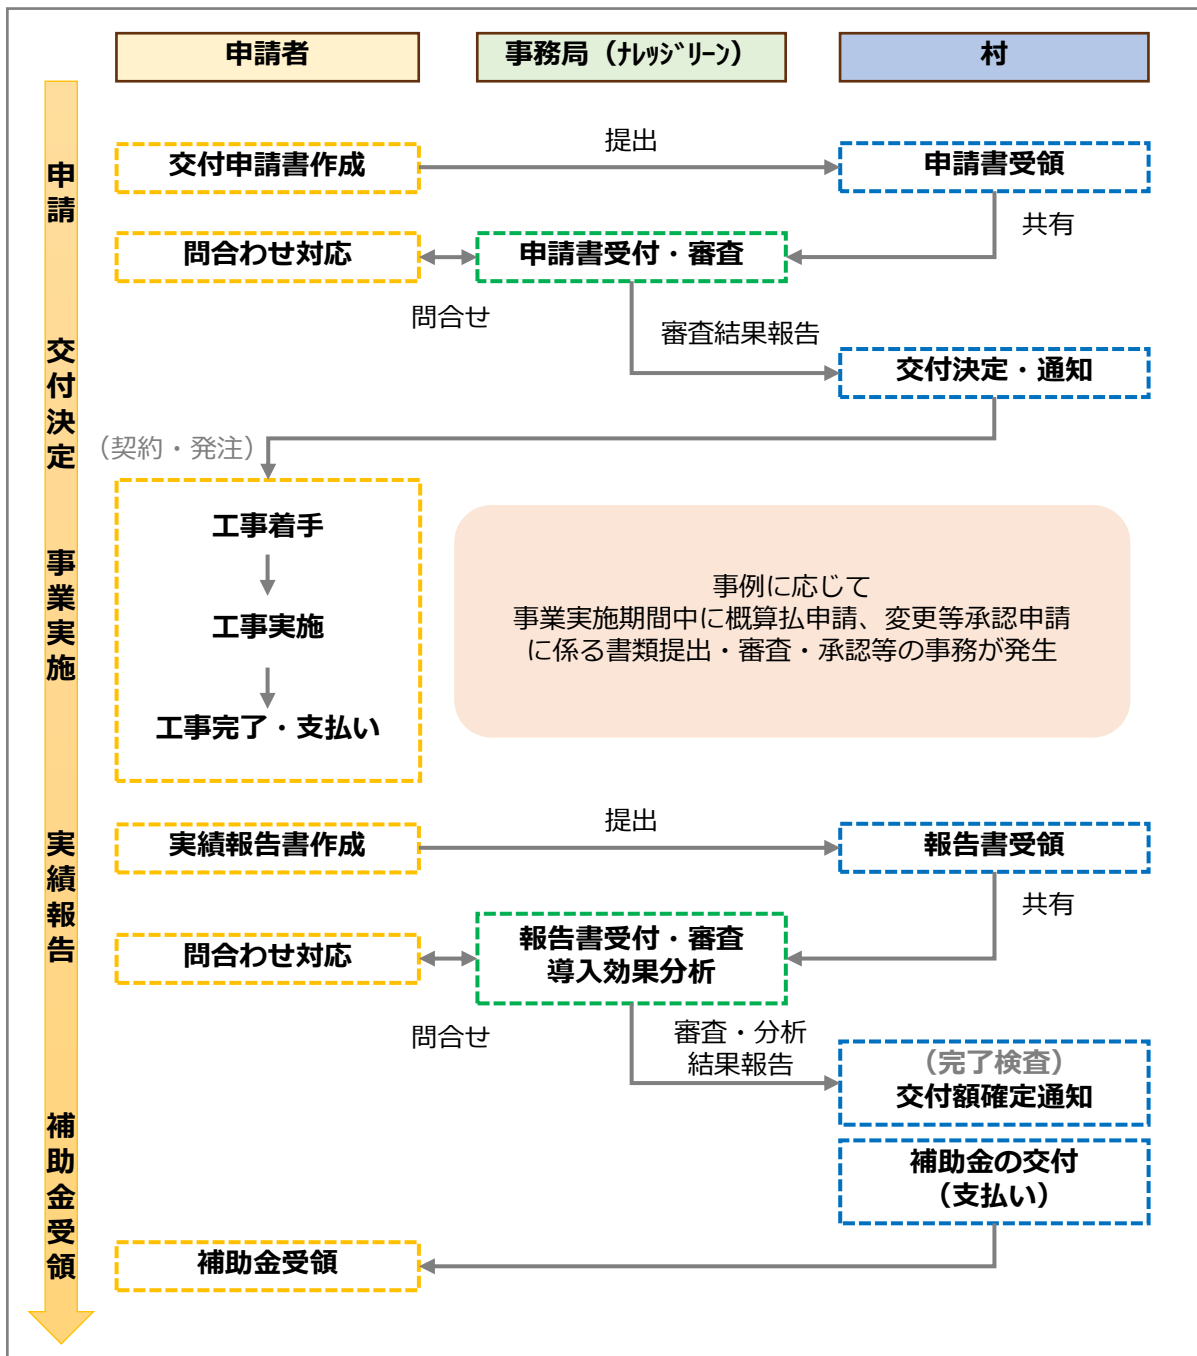 申請者
事務局（ﾅﾚｯｼﾞﾘｰﾝ）
村
申請
交付申請書作成
提出
申請書受領
共有
問合わせ対応
申請書受付・審査
問合せ
審査結果報告
交付決定
交付決定・通知
（契約・発注）
事業実施
工事着手
工事実施
工事完了・支払い
事例に応じて
事業実施期間中に概算払申請、変更等承認申請
に係る書類提出・審査・承認等の事務が発生
実績報告
実績報告書作成
提出
報告書受領
共有
問合わせ対応
報告書受付・審査
導入効果分析
問合せ
審査・分析
結果報告
（完了検査）
交付額確定通知
補助金受領
補助金の交付
（支払い）
補助金受領